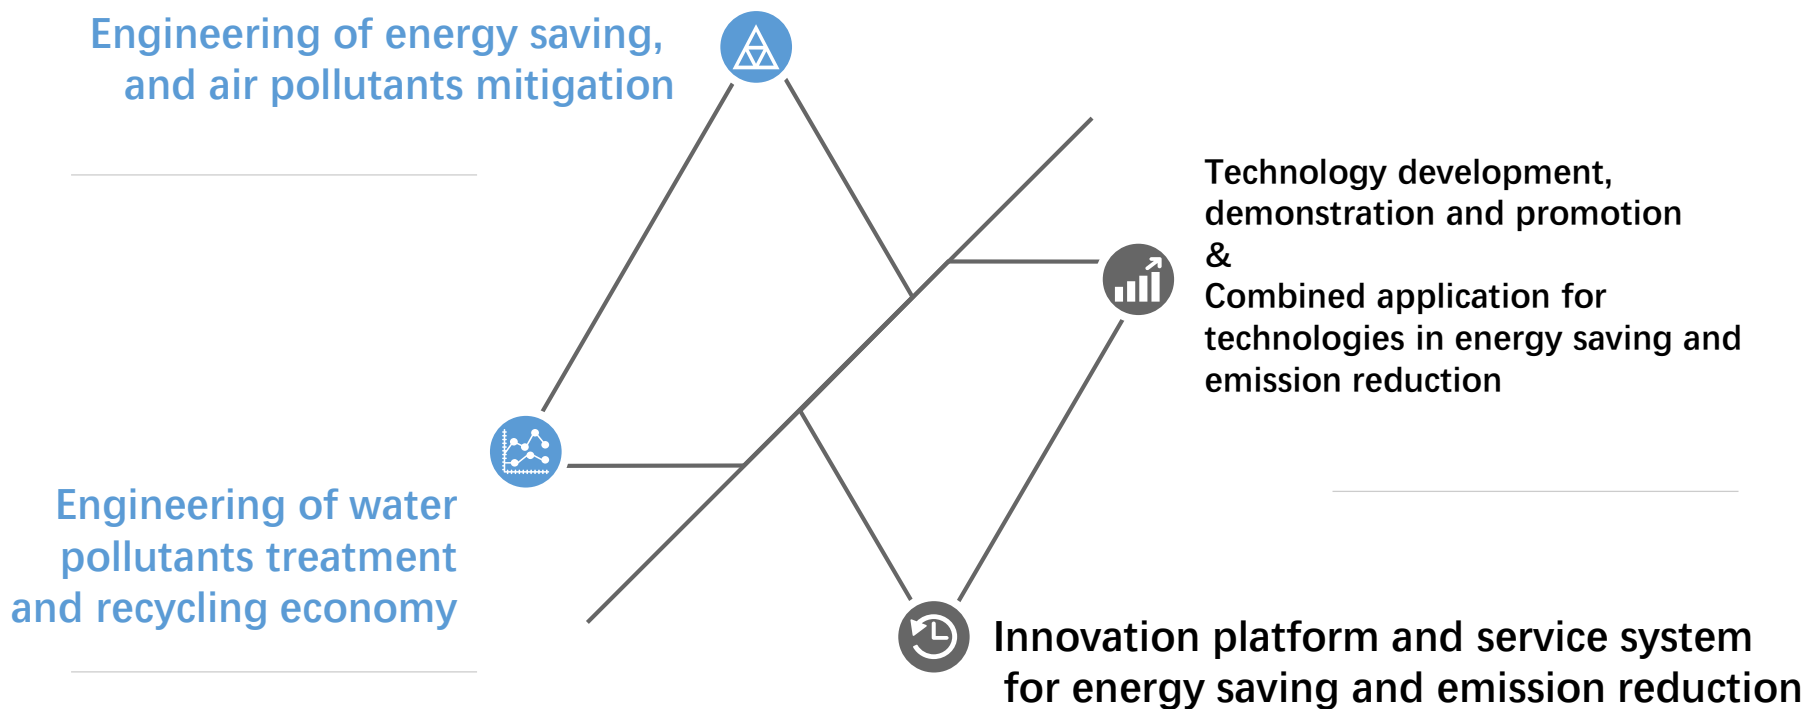 Engineering of energy saving,
and air pollutants mitigation
Technology development,
demonstration and promotion
&
Combined application for
technologies in energy saving and
emission reduction
Engineering of water
pollutants treatment
and recycling economy
Innovation platform and service system
for energy saving and emission reduction